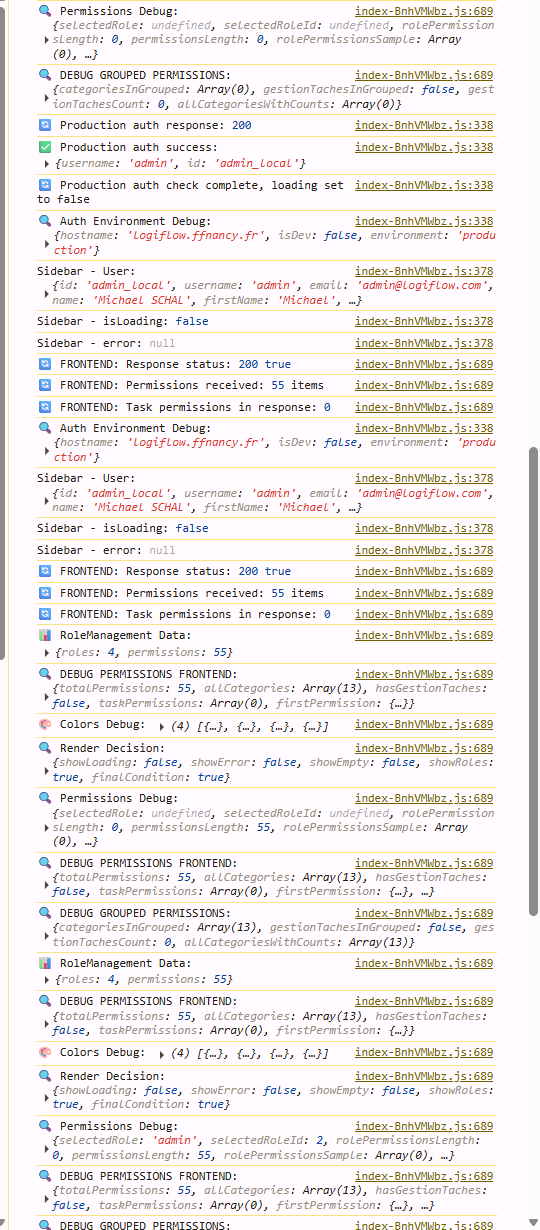 Permissions Debug: index-BnhVMWbz.js:689
{selectedRole: undefined, selectedRoleId: undefined, rolePermission
sLength: 0, permissionsLength: 0, rolePermissionsSample: Array
(0), …}
DEBUG GROUPED PERMISSIONS: index-BnhVMWbz.js:689
{categoriesInGrouped: Array(0), gestionTachesInGrouped: false, gest
ionTachesCount: 0, allCategoriesWithCounts: Array(0)}
Production auth response: 200 index-BnhVMWbz.js:338
Production auth success: index-BnhVMWbz.js:338
{username: 'admin', id: 'admin_local'}
Production auth check complete, loading set index-BnhVMWbz.js:338
to false
Auth Environment Debug: index-BnhVMWbz.js:338
{hostname: 'logiflow.ffnancy.fr', isDev: false, environment: 'produ
ction'}
Sidebar - User: index-BnhVMWbz.js:378
{id: 'admin_local', username: 'admin', email: 'admin@logiflow.com',
name: 'Michael SCHAL', firstName: 'Michael', …}
Sidebar - isLoading: false index-BnhVMWbz.js:378
Sidebar - error: null index-BnhVMWbz.js:378
FRONTEND: Response status: 200 true index-BnhVMWbz.js:689
FRONTEND: Permissions received: 55 items index-BnhVMWbz.js:689
FRONTEND: Task permissions in response: 0 index-BnhVMWbz.js:689
Auth Environment Debug: index-BnhVMWbz.js:338
{hostname: 'logiflow.ffnancy.fr', isDev: false, environment: 'produ
ction'}
Sidebar - User: index-BnhVMWbz.js:378
{id: 'admin_local', username: 'admin', email: 'admin@logiflow.com',
name: 'Michael SCHAL', firstName: 'Michael', …}
Sidebar - isLoading: false index-BnhVMWbz.js:378
Sidebar - error: null index-BnhVMWbz.js:378
FRONTEND: Response status: 200 true index-BnhVMWbz.js:689
FRONTEND: Permissions received: 55 items index-BnhVMWbz.js:689
FRONTEND: Task permissions in response: 0 index-BnhVMWbz.js:689
RoleManagement Data: index-BnhVMWbz.js:689
{roles: 4, permissions: 55}
DEBUG PERMISSIONS FRONTEND: index-BnhVMWbz.js:689
{totalPermissions: 55, allCategories: Array(13), hasGestionTaches:
false, taskPermissions: Array(0), firstPermission: {…}}
Colors Debug: (4) [{…}, {…}, {…}, {…}] index-BnhVMWbz.js:689
Render Decision: index-BnhVMWbz.js:689
{showLoading: false, showError: false, showEmpty: false, showRoles:
true, finalCondition: true}
Permissions Debug: index-BnhVMWbz.js:689
{selectedRole: undefined, selectedRoleId: undefined, rolePermission
sLength: 0, permissionsLength: 55, rolePermissionsSample: Array
(0), …}
DEBUG PERMISSIONS FRONTEND: index-BnhVMWbz.js:689
{totalPermissions: 55, allCategories: Array(13), hasGestionTaches:
false, taskPermissions: Array(0), firstPermission: {…}, …}
DEBUG GROUPED PERMISSIONS: index-BnhVMWbz.js:689
{categoriesInGrouped: Array(13), gestionTachesInGrouped: false, ges
tionTachesCount: 0, allCategoriesWithCounts: Array(13)}
RoleManagement Data: index-BnhVMWbz.js:689
{roles: 4, permissions: 55}
DEBUG PERMISSIONS FRONTEND: index-BnhVMWbz.js:689
{totalPermissions: 55, allCategories: Array(13), hasGestionTaches:
false, taskPermissions: Array(0), firstPermission: {…}}
Colors Debug: (4) [{…}, {…}, {…}, {…}] index-BnhVMWbz.js:689
Render Decision: index-BnhVMWbz.js:689
{showLoading: false, showError: false, showEmpty: false, showRoles:
true, finalCondition: true}
Permissions Debug: index-BnhVMWbz.js:689
{selectedRole: 'admin', selectedRoleId: 2, rolePermissionsLength:
0, permissionsLength: 55, rolePermissionsSample: Array(0), …}
DEBUG PERMISSIONS FRONTEND: index-BnhVMWbz.js:689
{totalPermissions: 55, allCategories: Array(13), hasGestionTaches:
false, taskPermissions: Array(0), firstPermission: {…}, …}
DEBUG GROUPED PERMISSIONS: index-BnhVMWbz.js:689